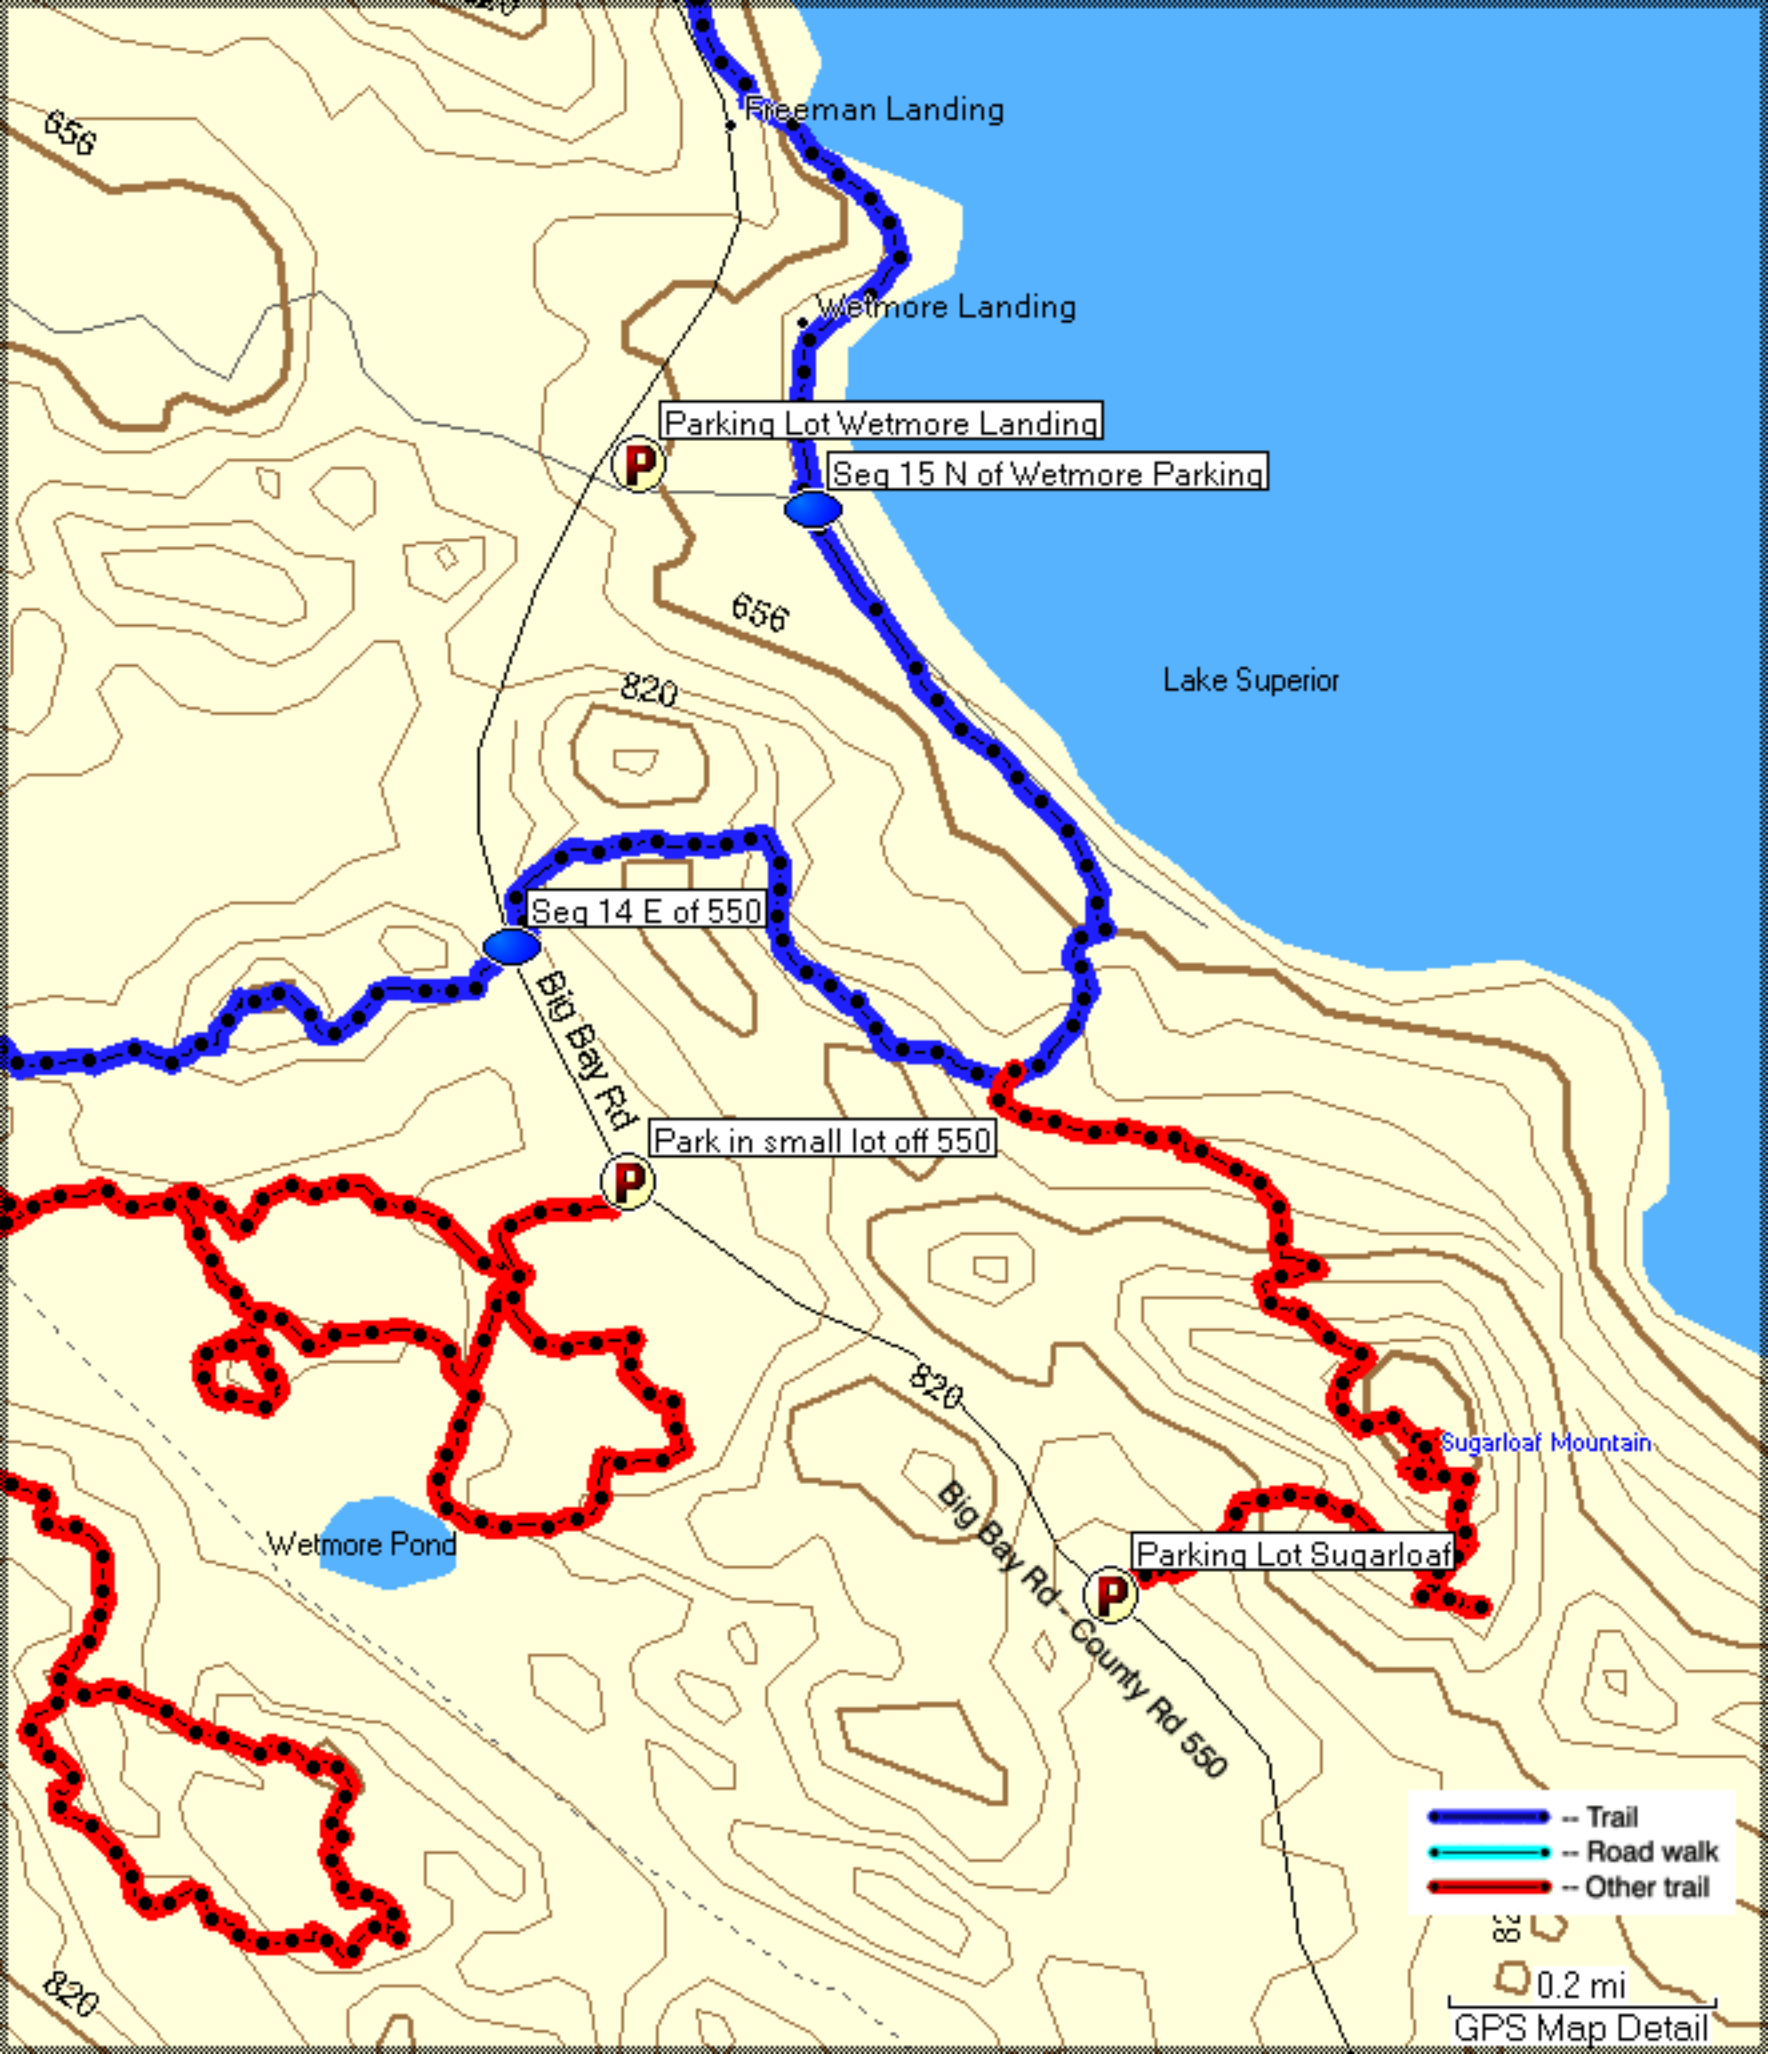 Freeman Landing
656
Wetmore Landing
P
Parking Lot Wetmore Landing
Seg 15 N of Wetmore Parking
656
Lake Superior
820
Seg 14 E of 550
Big Bay Rd
Park in small lot off 550
P
820
Sugarloaf Mountain
Big Bay Rd - County Rd 550
Wetmore Pond
Parking Lot Sugarloaf
P
-- Trail
-- Road walk
-- Other trail
820
0.2 mi
GPS Map Detail